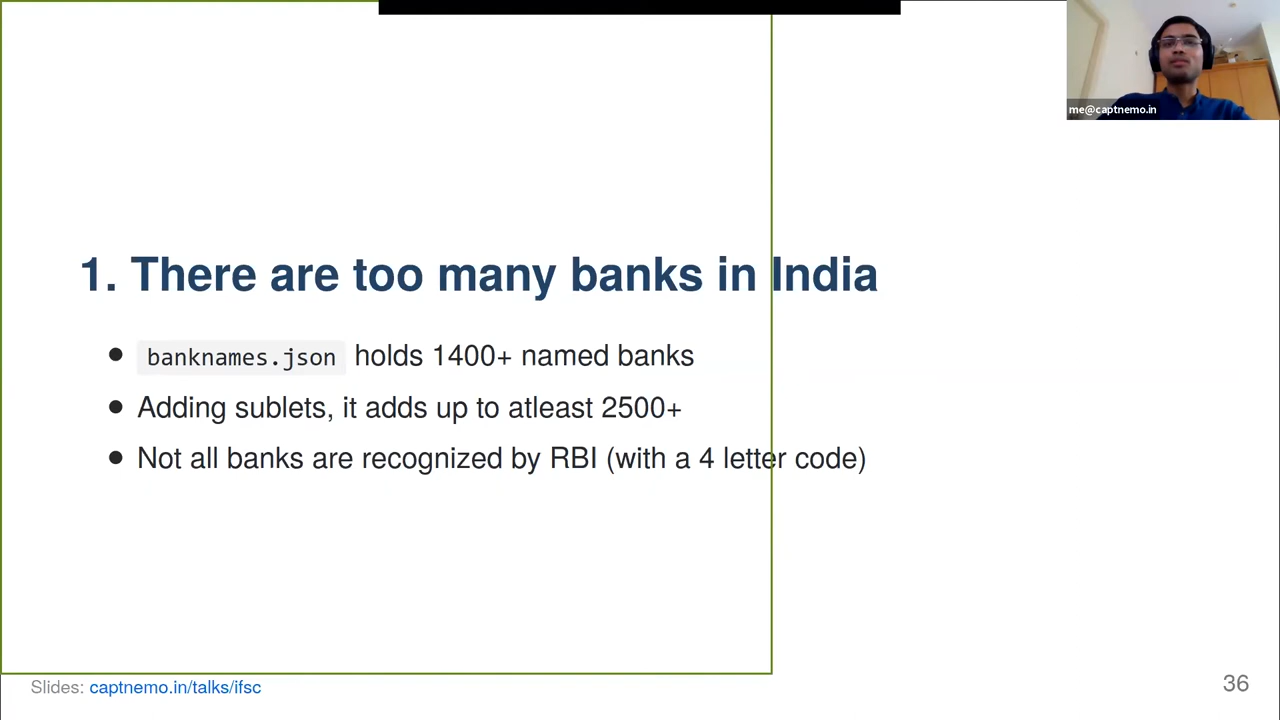 me@captnemo.in
1. There are too many banks in India
banknames.json holds 1400+ named banks
Adding sublets, it adds up to atleast 2500+
Not all banks are recognized by RBI (with a 4 letter code)
Slides: captnemo.in/talks/ifsc
36